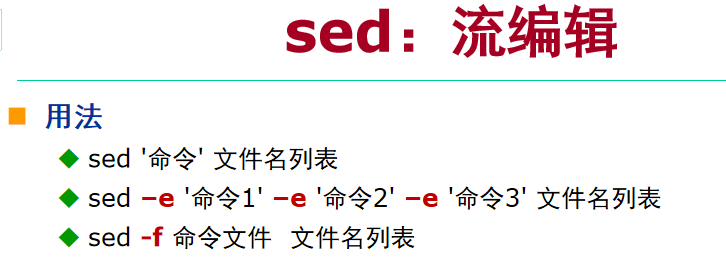 sed：流编辑
用法
sed '命令' 文件名列表
sed –e '命令1' –e '命令2' –e '命令3' 文件名列表
sed -f 命令文件 文件名列表